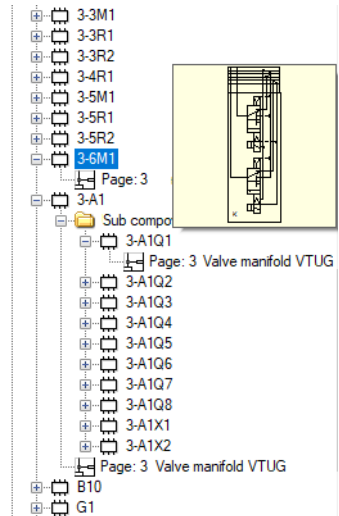 3-3M1
3-3R1
3-3R2
3-4R1
3-5M1
3-5R1
3-5R2
3-6M1
Page: 3
3-A1
Sub compo
3-A1Q1
Page: 3 Valve manifold VTUG
3-A1Q2
3-A1Q3
3-A1Q4
3-A1Q5
3-A1Q6
3-A1Q7
3-A1Q8
3-A1X1
3-A1X2
Page: 3 Valve manifold VTUG
B10
G1